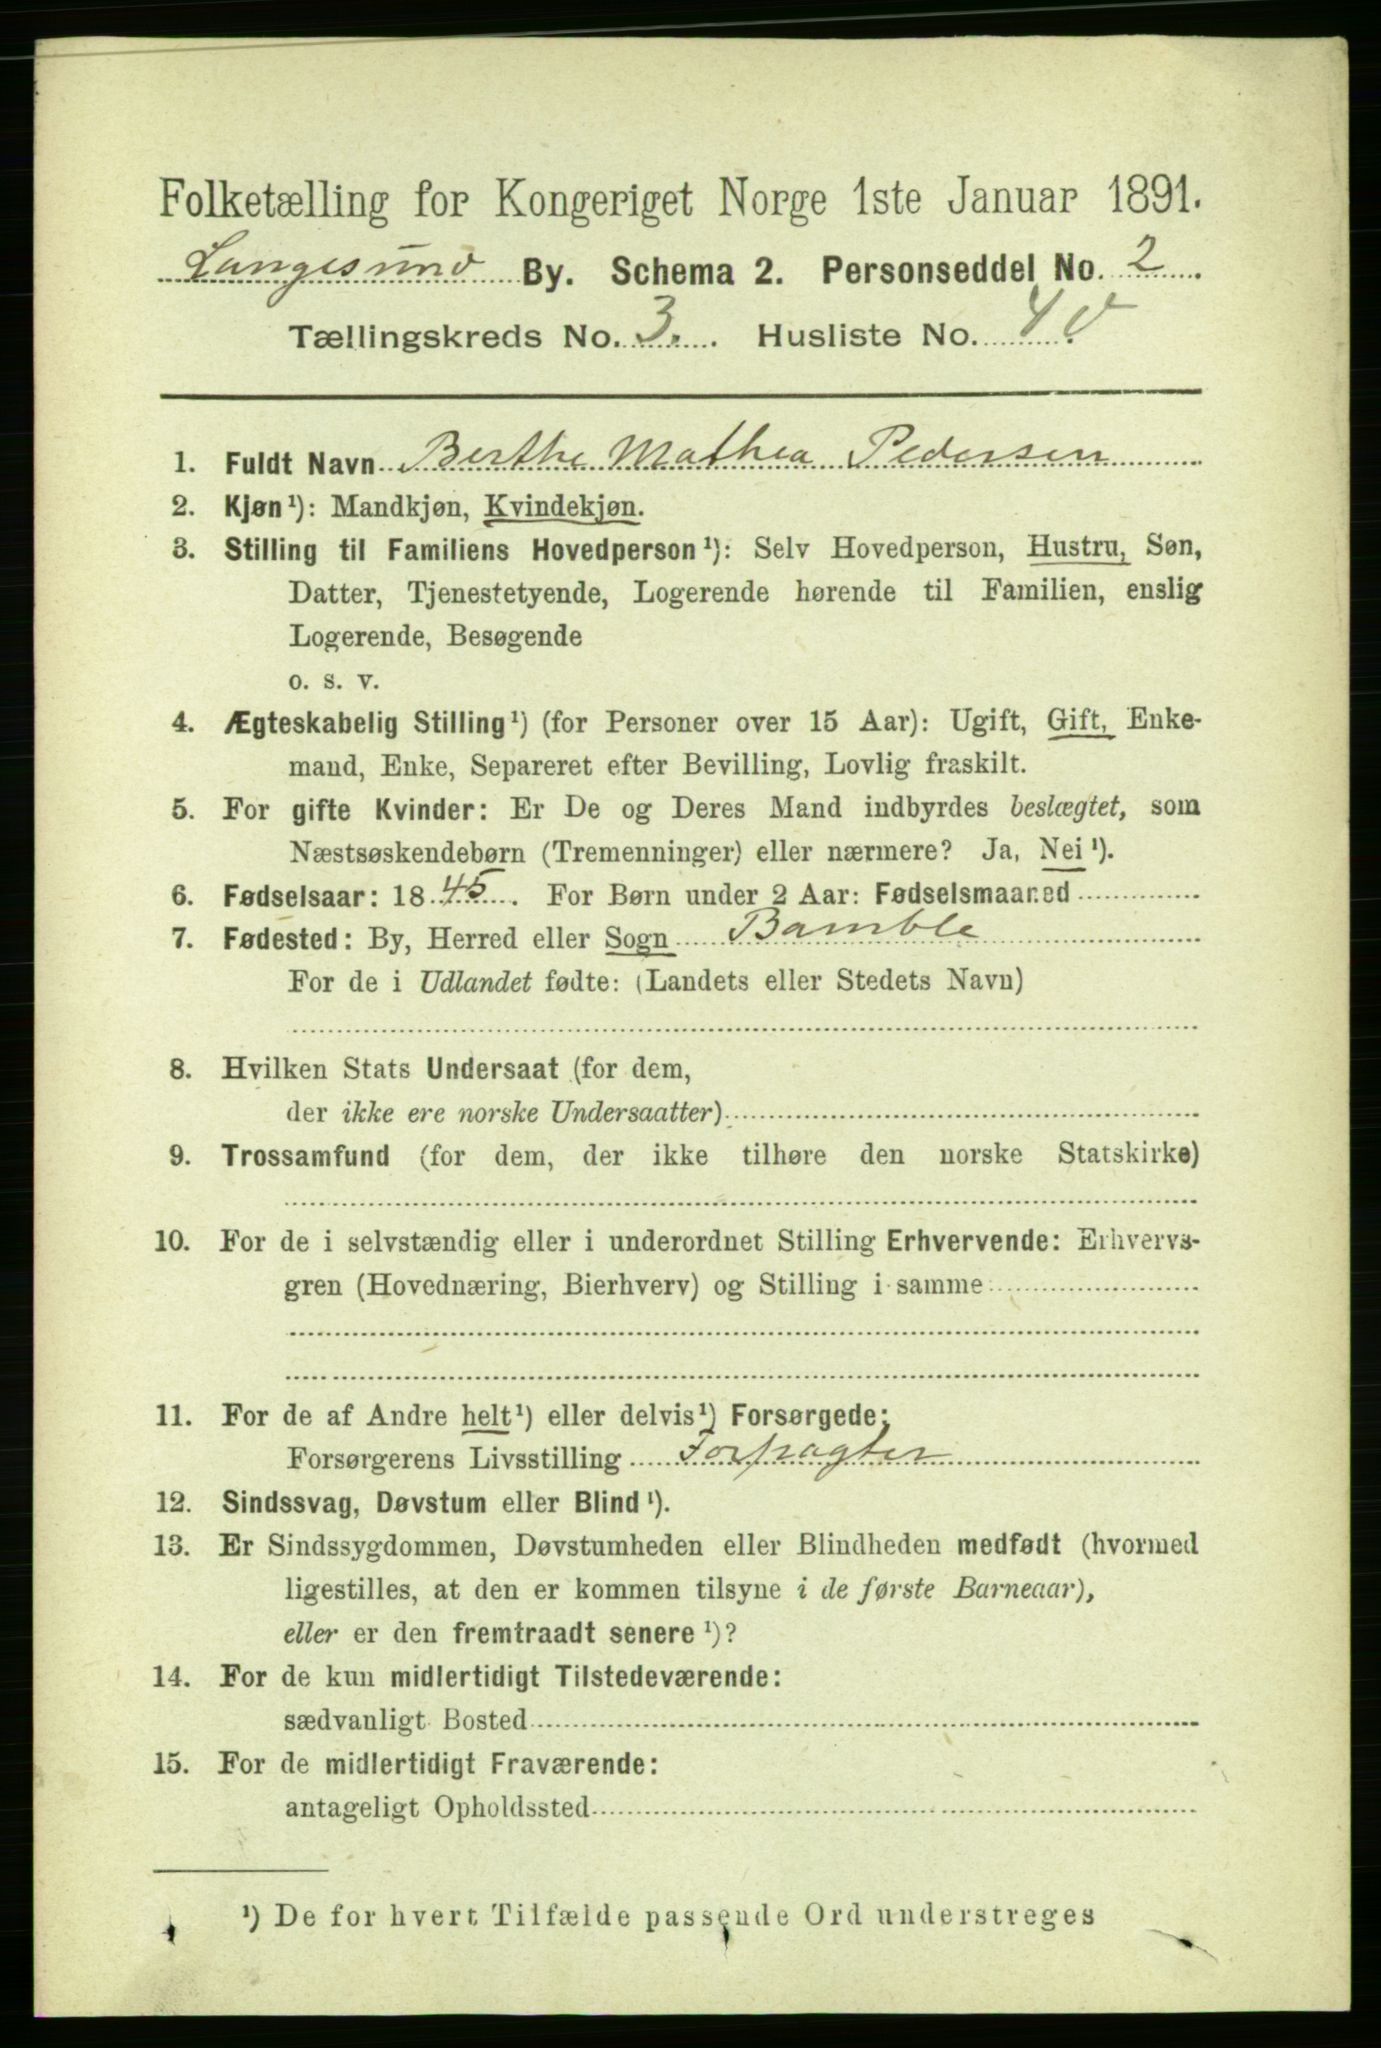 Folketælling for Kongeriget Norge 1ste Januar 1891.
Langesund By. Schema 2. Personseddel No. 2
Tællingskreds No. 3. Husliste No. 40
1. Fuldt Navn Berthe Mathea Pedersen
2. Kjøn¹): Mandkjøn, Kvindekjøn.
3. Stilling til Familiens Hovedperson¹): Selv Hovedperson, Hustru, Søn,
Datter, Tjenestetyende, Logerende hørende til Familien, enslig
Logerende, Besøgende
o. s. v.
4. Ægteskabelig Stilling¹) (for Personer over 15 Aar): Ugift, Gift, Enke-
mand, Enke, Separeret efter Bevilling, Lovlig fraskilt.
5. For gifte Kvinder: Er De og Deres Mand indbyrdes beslægtet, som
Næstsøskendebørn (Tremenninger) eller nærmere? Ja, Nei¹).
6. Fødselsaar: 1845. For Børn under 2 Aar: Fødselsmaaned
7. Fødested: By, Herred eller Sogn Bamble
For de i Udlandet fødte: (Landets eller Stedets Navn)
8. Hvilken Stats Undersaat (for dem,
der ikke ere norske Undersaatter)
9. Trossamfund (for dem, der ikke tilhøre den norske Statskirke)
10. For de i selvstændig eller i underordnet Stilling Erhvervende: Erhvervs-
gren (Hovednæring, Bierhverv) og Stilling i samme
11. For de af Andre helt¹) eller delvis¹) Forsørgede:
Forsørgerens Livsstilling Forpagter
12. Sindssvag, Døvstum eller Blind¹).
13. Er Sindssygdommen, Døvstumheden eller Blindheden medfødt (hvormed
ligestilles, at den er kommen tilsyne i de første Barneaar),
eller er den fremtraadt senere¹)?
14. For de kun midlertidigt Tilstedeværende:
sædvanligt Bosted
15. For de midlertidigt Fraværende:
antageligt Opholdssted
¹) De for hvert Tilfælde passende Ord understreges